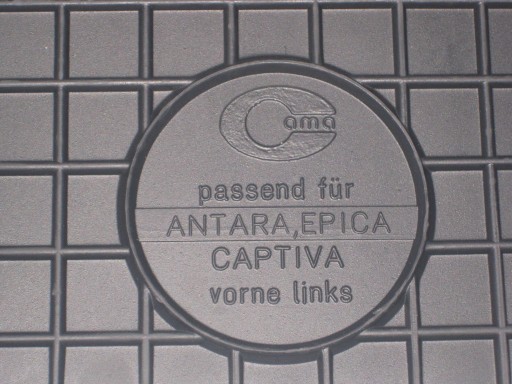 Cama
passend für
ANTARA, EPICA
CAPTIVA
vorne links